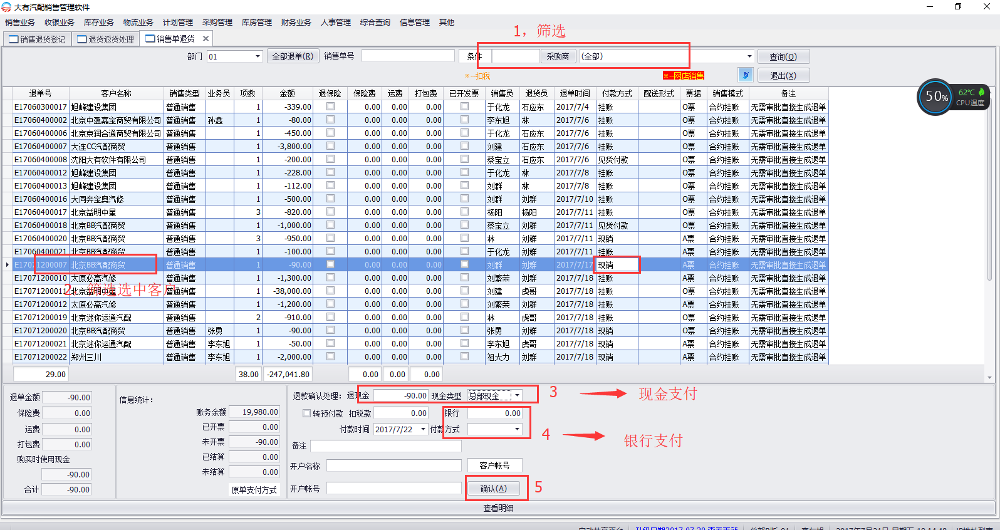 大有汽配销售管理软件
销售业务 收银业务 库存业务 物流业务 计划管理 采购管理 库房管理 财务业务 人事管理 综合查询 信息管理 其他
销售退货登记 退货返货处理 销售单退货
1, 筛选
部门 01 全部退单(R) 销售单号 条件 采购商 (全部) 查询(Q)
※--扣税 ※--网店销售 退出(X)
50% 62℃ CPU温度
退单号 客户名称 销售类型 业务员 项数 金额 退保险 保险费 运费 打包费 已开发票 销售员 退货员 退单时间 付款方式 配送形式 票据 销售模式 备注
E17060300017 旭峰建设集团 普通销售 1 -339.00 0.00 0.00 0.00 于化龙 石应东 2017/7/4 挂账 O票 合约挂账 无需审批直接生成退单
E17060400002 北京中盈嘉宝商贸有限公司 普通销售 孙鑫 1 -80.00 0.00 0.00 0.00 李东旭 林 2017/7/6 挂账 O票 合约挂账 无需审批直接生成退单
E17060400006 北京京润合通商贸有限公司 普通销售 1 -450.00 0.00 0.00 0.00 于化龙 石应东 2017/7/6 挂账 O票 合约挂账 无需审批直接生成退单
E17060400007 大连CC汽配商贸 普通销售 1 -3,800.00 0.00 0.00 0.00 刘建 石应东 2017/7/6 挂账 O票 合约挂账 无需审批直接生成退单
E17060400008 沈阳大有软件有限公司 普通销售 1 -200.00 0.00 0.00 0.00 蔡宝立 石应东 2017/7/6 见货付款 O票 合约挂账 无需审批直接生成退单
E17060400012 旭峰建设集团 普通销售 1 -228.00 0.00 0.00 0.00 于化龙 林 2017/7/8 挂账 O票 合约挂账 无需审批直接生成退单
E17060400013 旭峰建设集团 普通销售 1 -112.00 0.00 0.00 0.00 刘群 林 2017/7/8 挂账 O票 合约挂账 无需审批直接生成退单
E17060400016 大同奔宝奥汽修 普通销售 1 -500.00 0.00 0.00 0.00 刘群 刘群 2017/7/10 挂账 O票 合约挂账 无需审批直接生成退单
E17060400017 北京益明中星 普通销售 3 -820.00 0.00 0.00 0.00 杨阳 杨阳 2017/7/11 挂账 O票 合约挂账 无需审批直接生成退单
E17060400018 北京BB汽配商贸 普通销售 1 -1,000.00 0.00 0.00 0.00 蔡宝立 刘群 2017/7/11 见货付款 O票 合约挂账 无需审批直接生成退单
E17060400020 北京BB汽配商贸 普通销售 3 -950.00 0.00 0.00 0.00 林 刘群 2017/7/11 现销 A票 合约挂账 无需审批直接生成退单
E17060400021 北京BB汽配商贸 普通销售 1 -100.00 0.00 0.00 0.00 于化龙 刘群 2017/7/11 挂账 A票 合约挂账 无需审批直接生成退单
E17071200007 北京BB汽配商贸 普通销售 1 -90.00 0.00 0.00 0.00 刘群 刘群 2017/7/17 现销 A票 合约挂账 无需审批直接生成退单
E17071200010 太原必高汽修 普通销售 1 -1,300.00 0.00 0.00 0.00 刘繁荣 刘群 2017/7/18 挂账 A票 合约挂账 无需审批直接生成退单
2, 筛选选中客户
E17071200011 北京益明中星 普通销售 1 -38,000.00 0.00 0.00 0.00 刘建 虎哥 2017/7/18 挂账 O票 合约挂账 无需审批直接生成退单
E17071200012 太原必高汽修 普通销售 1 -1,200.00 0.00 0.00 0.00 刘繁荣 刘群 2017/7/18 挂账 A票 合约挂账 无需审批直接生成退单
E17071200019 北京迷你运通汽配 普通销售 2 -910.00 0.00 0.00 0.00 林 虎哥 2017/7/18 挂账 O票 合约挂账 无需审批直接生成退单
E17071200020 北京BB汽配商贸 普通销售 张勇 1 -90.00 0.00 0.00 0.00 张勇 刘群 2017/7/18 现销 O票 合约挂账 无需审批直接生成退单
E17071200021 北京迷你运通汽配 普通销售 李东旭 1 -50.00 0.00 0.00 0.00 李东旭 虎哥 2017/7/18 现销 A票 合约挂账 无需审批直接生成退单
E17071200022 郑州三川 普通销售 李东旭 1 -2,000.00 0.00 0.00 0.00 祖大力 刘群 2017/7/18 现销 A票 合约挂账 无需审批直接生成退单
29.00 38.00 -247,041.80 0.00 0.00 0.00
退单金额 -90.00
保险费 0.00
运费 0.00
打包费 0.00
购买时使用现金
-90.00
合计 -90.00
信息统计：
账务余额 19,980.00
已开票 0.00
未开票 -90.00
已结算 0.00
未结算 0.00
原单支付方式
退款确认处理： 退现金 -90.00 现金类型 总部现金 3 现金支付
转预付款 扣税款 0.00 银行 0.00
付款时间 2017/7/22 付款方式 4 银行支付
备注
开户名称 客户帐号
开户帐号 确认(A) 5
查看明细
自动共享平台 升级日期2017-07-20 查看更新 总部B版-01 李东旭 2017年7月21日 星期五 10:14:48 IP地址列表